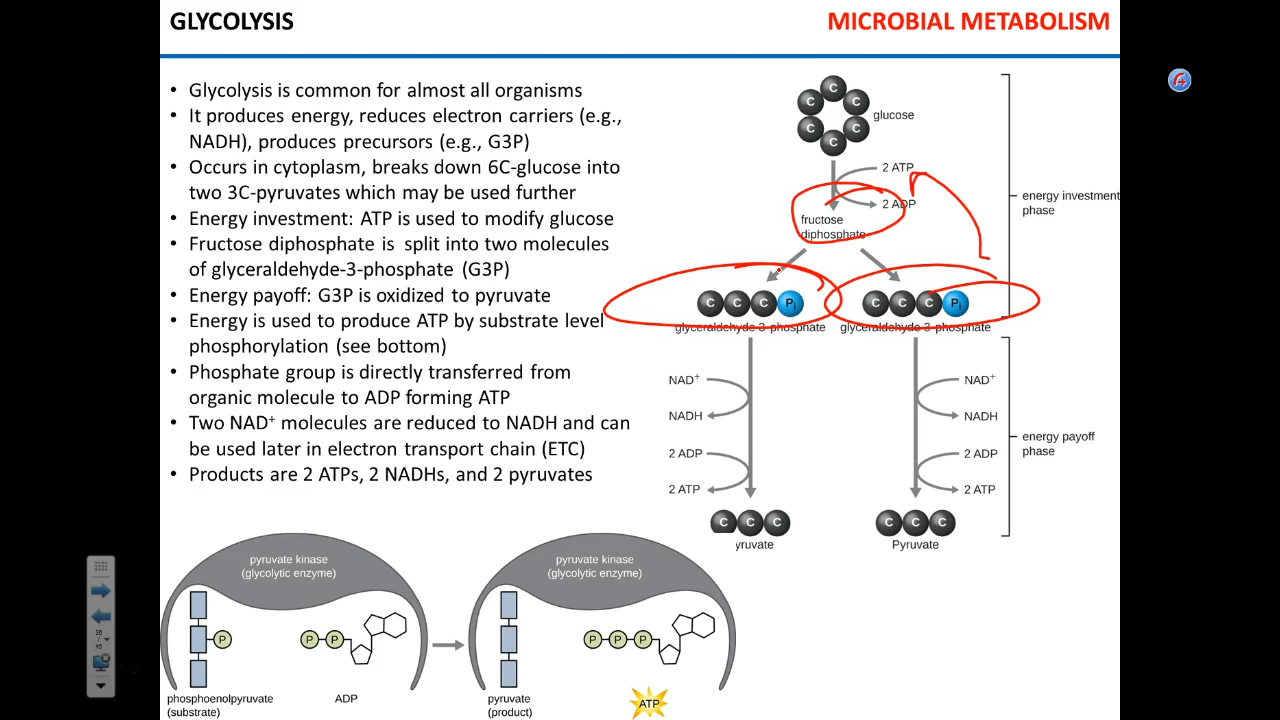 GLYCOLYSIS
MICROBIAL METABOLISM
• Glycolysis is common for almost all organisms
• It produces energy, reduces electron carriers (e.g.,
NADH), produces precursors (e.g., G3P)
• Occurs in cytoplasm, breaks down 6C-glucose into
two 3C-pyruvates which may be used further
• Energy investment: ATP is used to modify glucose
• Fructose diphosphate is split into two molecules
of glyceraldehyde-3-phosphate (G3P)
• Energy payoff: G3P is oxidized to pyruvate
• Energy is used to produce ATP by substrate level
phosphorylation (see bottom)
• Phosphate group is directly transferred from
organic molecule to ADP forming ATP
• Two NAD+ molecules are reduced to NADH and can
be used later in electron transport chain (ETC)
• Products are 2 ATPs, 2 NADHs, and 2 pyruvates
C
C C
C C
C
glucose
2 ATP
2 ADP
fructose
diphosphate
energy investment
phase
C C C Pi
C C C Pi
glyceraldehyde-3-phosphate
glyceraldehyde-3-phosphate
NAD+
NADH
2 ADP
2 ATP
NAD+
NADH
2 ADP
2 ATP
energy payoff
phase
C C C
C C C
yruvate
Pyruvate
pyruvate kinase
(glycolytic enzyme)
P
P P
phosphoenolpyruvate
(substrate)
ADP
pyruvate kinase
(glycolytic enzyme)
P P P
pyruvate
(product)
ATP